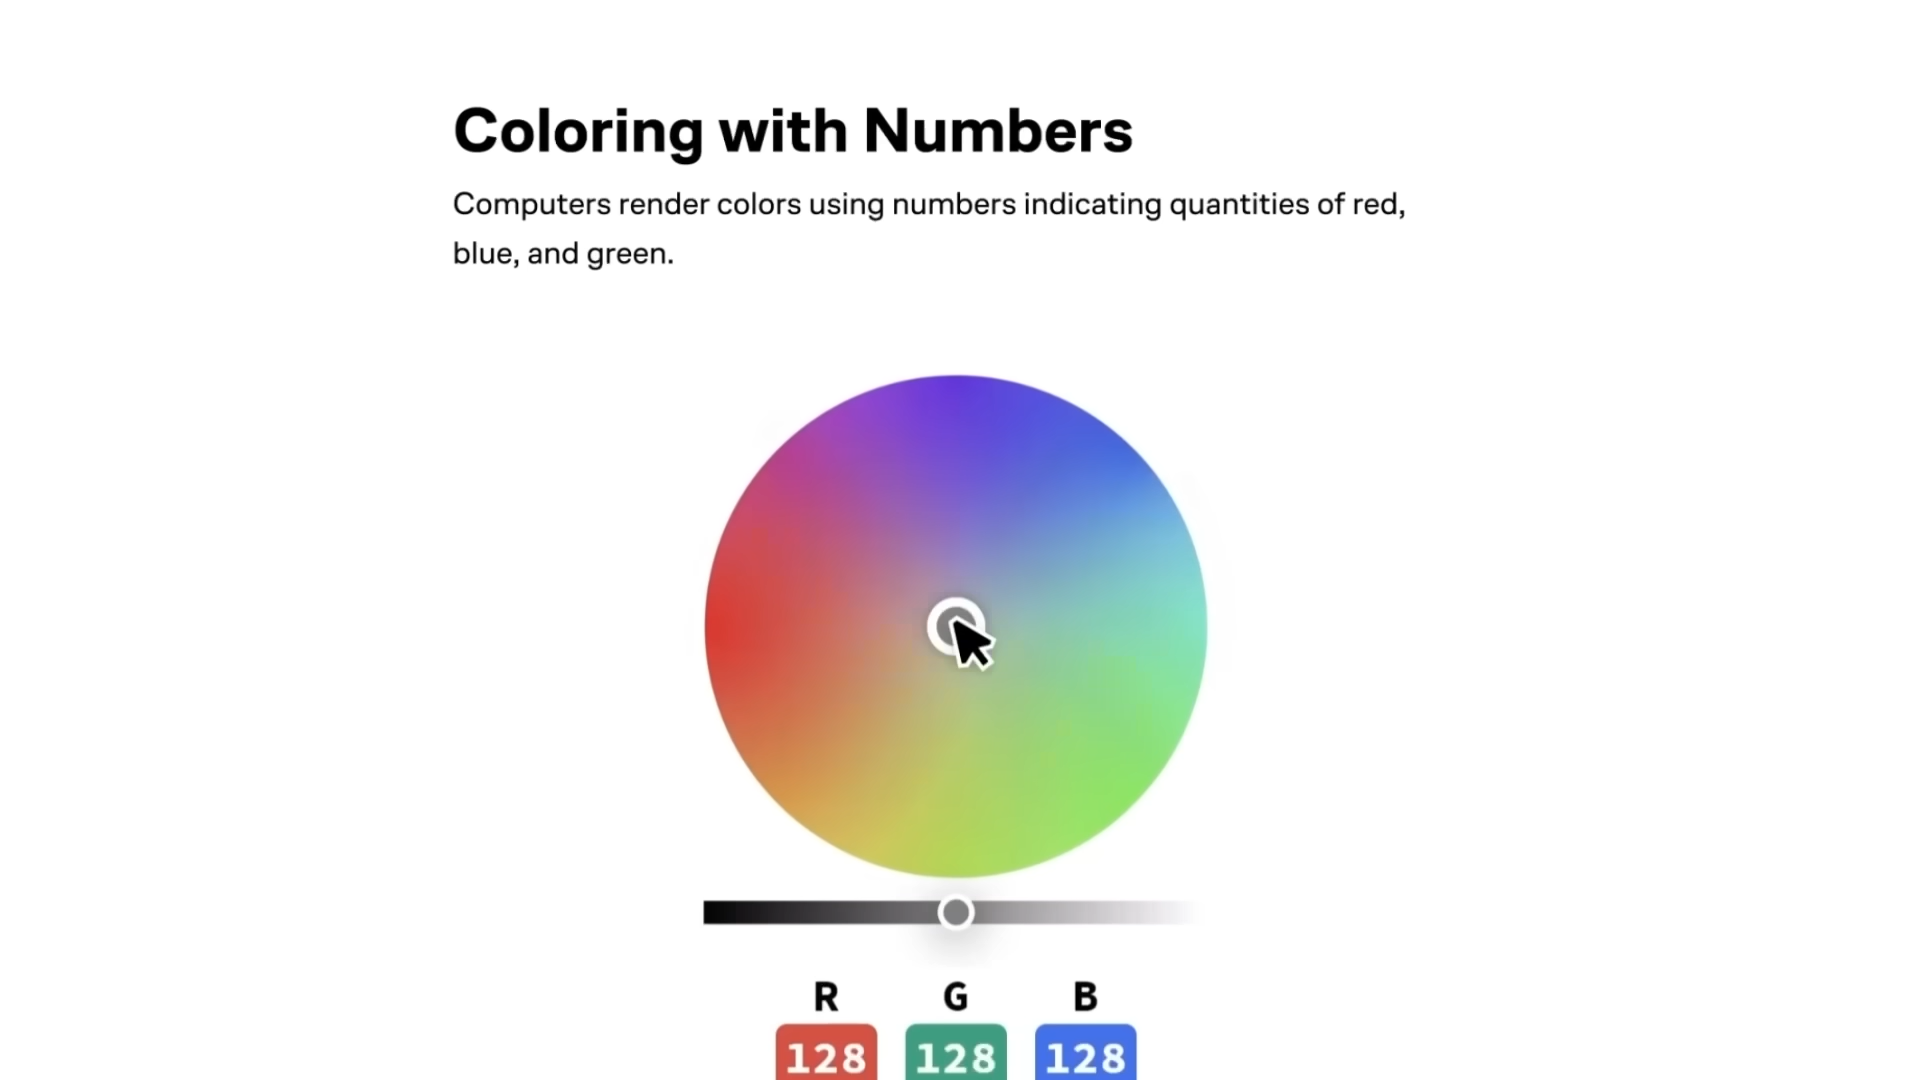 Coloring with Numbers
Computers render colors using numbers indicating quantities of red,
blue, and green.
R G B
128 128 128